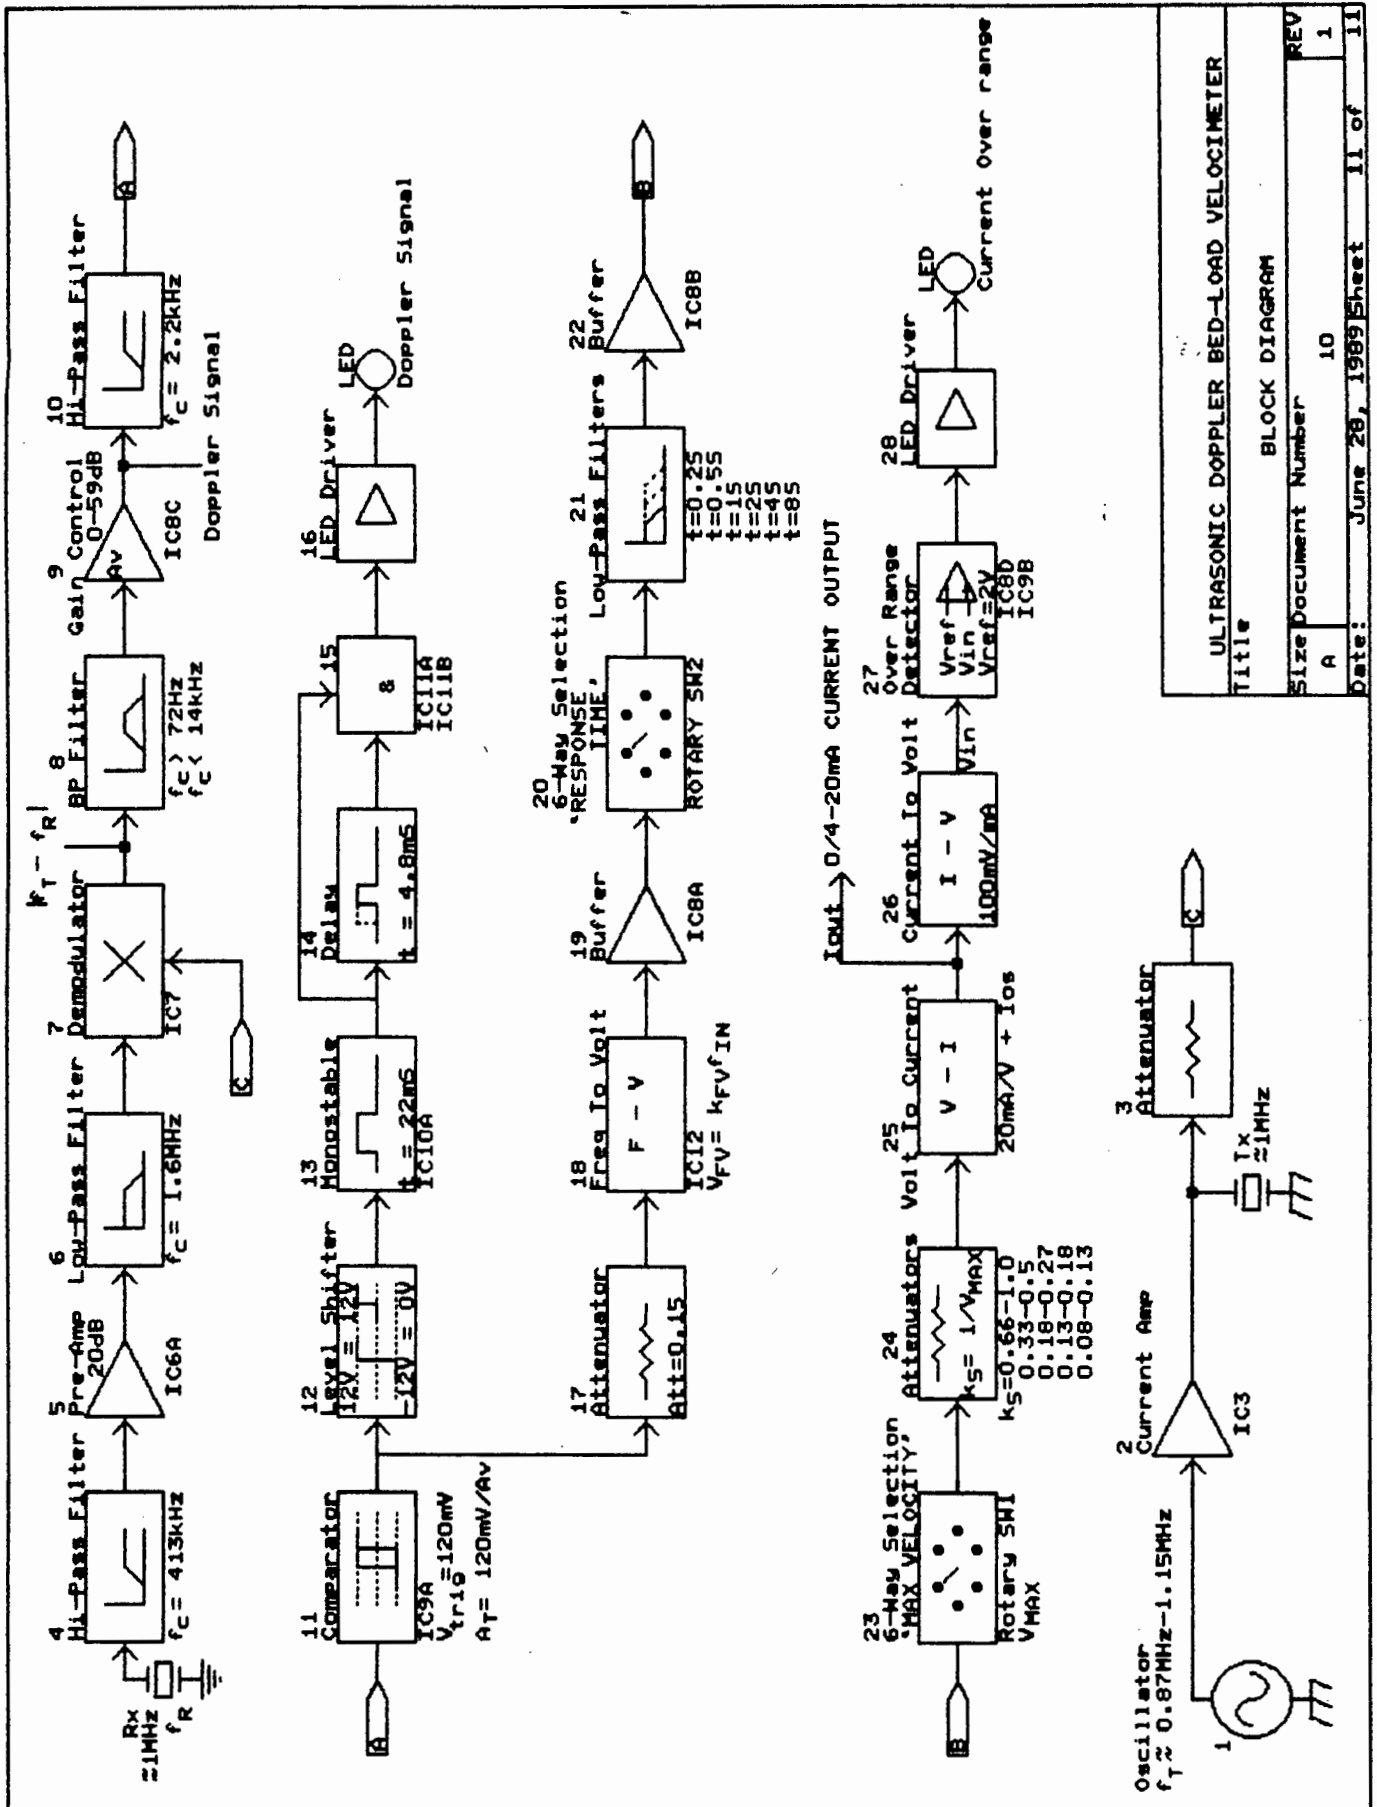 Rx
≈1MHz
fR
4
Hi-Pass Filter
fc= 413kHz
5
Pre-Amp
20dB
IC6A
6
Low-Pass Filter
fc= 1.6MHz
7
Demodulator
IC7
C
|fT - fR|
8
BP Filter
fc> 72Hz
fc< 14kHz
9
Gain Control
0-59dB
Av
IC8C
Doppler Signal
10
Hi-Pass Filter
fc= 2.2kHz
A
A
11
Comparator
IC9A
Vtrig=120mV
AT= 120mV/Av
12
Level Shifter
12V = 12V
-12V = 0V
13
Monostable
t = 22mS
IC10A
14
Delay
t = 4.8mS
15
&
IC11A
IC11B
16
LED Driver
LED
Doppler Signal
17
Attenuator
Att=0.15
18
Freq To Volt
F - V
IC12
VFV= kFVfIN
19
Buffer
IC8A
20
6-Way Selection
'RESPONSE
TIME'
ROTARY SW2
21
Low-Pass Filters
t=0.2S
t=0.5S
t=1S
t=2S
t=4S
t=8S
22
Buffer
IC8B
B
B
23
6-Way Selection
'MAX VELOCITY'
Rotary SW1
VMAX
24
Attenuators
kS= 1/VMAX
kS=0.66-1.0
0.33-0.5
0.18-0.27
0.13-0.18
0.08-0.13
25
Volt To Current
V - I
20mA/V + Ios
Iout
0/4-20mA CURRENT OUTPUT
26
Current To Volt
I - V
100mV/mA
Vin
27
Over Range
Detector
Vref
Vin
Vref=2V
IC8D
IC9B
28
LED Driver
LED
Current Over range
Oscillator
fT≈ 0.87MHz-1.15MHz
1
2
Current Amp
IC3
Tx
≈1MHz
3
Attenuator
C
ULTRASONIC DOPPLER BED-LOAD VELOCIMETER
Title
BLOCK DIAGRAM
Size
Document Number
REV
A
10
1
Date: June 28, 1989
Sheet 11 of 11